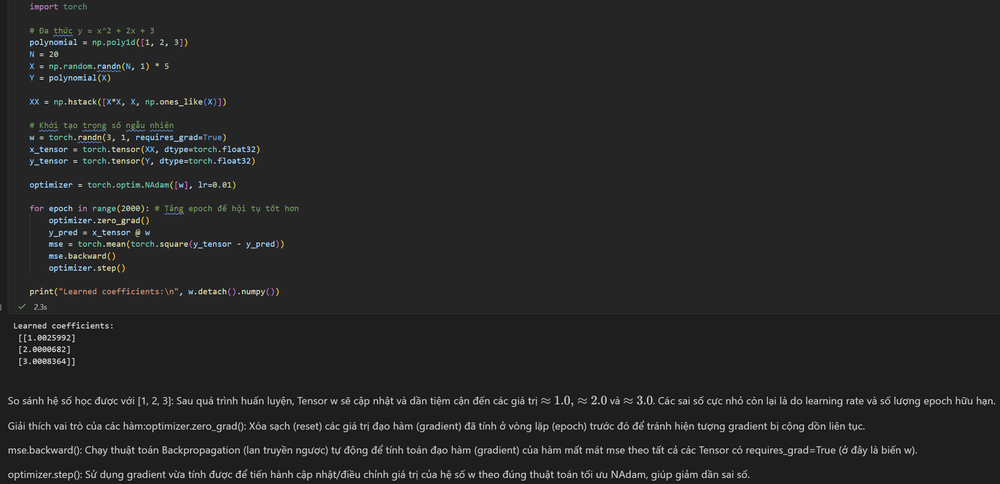 import torch
# Đa thức y = x^2 + 2x + 3
polynomial = np.poly1d([1, 2, 3])
N = 20
X = np.random.randn(N, 1) * 5
Y = polynomial(X)
XX = np.hstack([X*X, X, np.ones_like(X)])
# Khởi tạo trọng số ngẫu nhiên
w = torch.randn(3, 1, requires_grad=True)
x_tensor = torch.tensor(XX, dtype=torch.float32)
y_tensor = torch.tensor(Y, dtype=torch.float32)
optimizer = torch.optim.NAdam([w], lr=0.01)
for epoch in range(2000): # Tăng epoch để hội tụ tốt hơn
    optimizer.zero_grad()
    y_pred = x_tensor @ w
    mse = torch.mean(torch.square(y_tensor - y_pred))
    mse.backward()
    optimizer.step()
print("Learned coefficients:\n", w.detach().numpy())
] ✓ 2.3s
Learned coefficients:
 [[1.0025992]
 [2.0000682]
 [3.0008364]]
So sánh hệ số học được với [1, 2, 3]: Sau quá trình huấn luyện, Tensor w sẽ cập nhật và dần tiệm cận đến các giá trị ≈ 1.0, ≈ 2.0 và ≈ 3.0. Các sai số cực nhỏ còn lại là do learning rate và số lượng epoch hữu hạn.
Giải thích vai trò của các hàm:optimizer.zero_grad(): Xóa sạch (reset) các giá trị đạo hàm (gradient) đã tính ở vòng lặp (epoch) trước đó để tránh hiện tượng gradient bị cộng dồn liên tục.
mse.backward(): Chạy thuật toán Backpropagation (lan truyền ngược) tự động để tính toán đạo hàm (gradient) của hàm mất mát mse theo tất cả các Tensor có requires_grad=True (ở đây là biến w).
optimizer.step(): Sử dụng gradient vừa tính được để tiến hành cập nhật/điều chỉnh giá trị của hệ số w theo đúng thuật toán tối ưu NAdam, giúp giảm dần sai số.